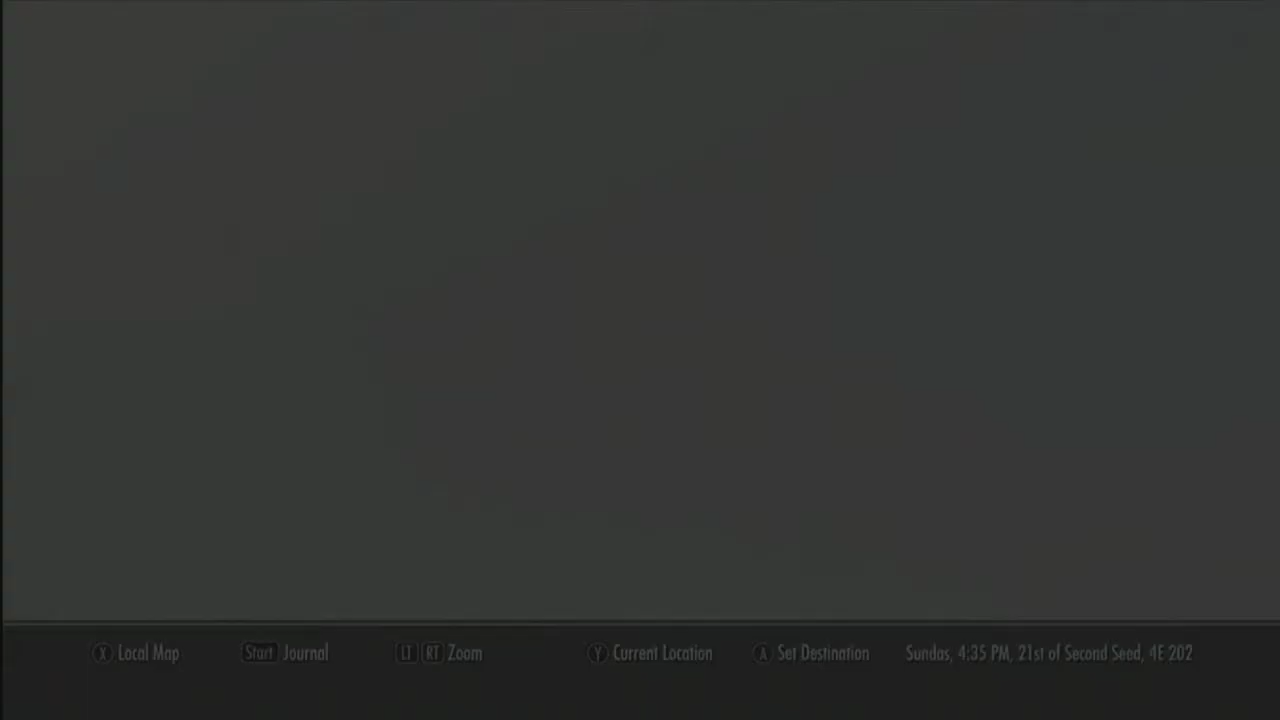 X Local Map Start Journal LT RT Zoom Y Current Location A Set Destination Sundas, 4:35 PM, 21st of Second Seed, 4E 202